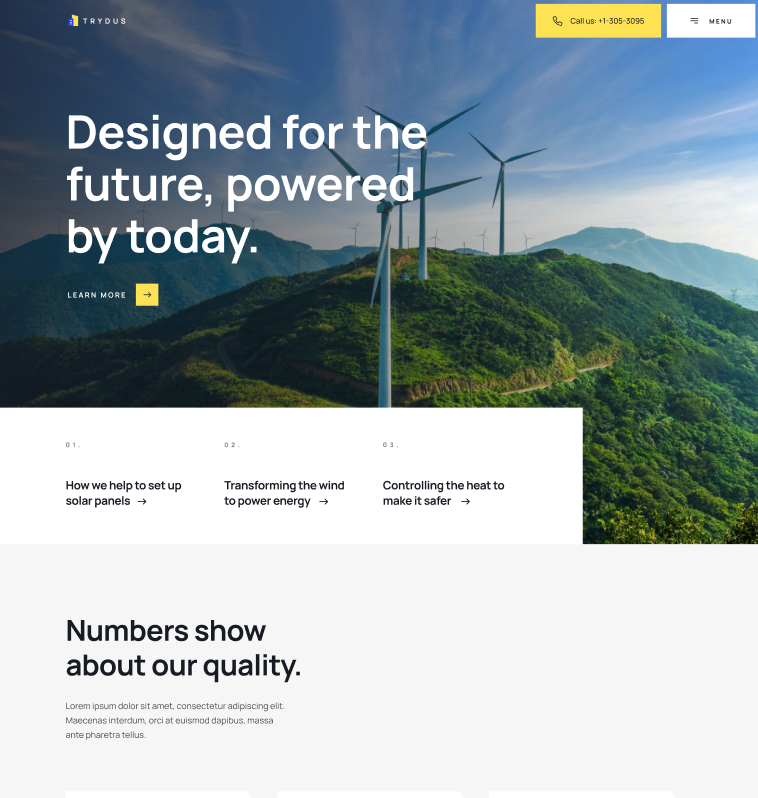 TRYDUS
Call us: +1-305-3095
MENU
Designed for the
future, powered
by today.
LEARN MORE
01.
02.
03.
How we help to set up
solar panels
Transforming the wind
to power energy
Controlling the heat to
make it safer
Numbers show
about our quality.
Lorem ipsum dolor sit amet, consectetur adipiscing elit.
Maecenas interdum, orci at euismod dapibus, massa
ante pharetra tellus.